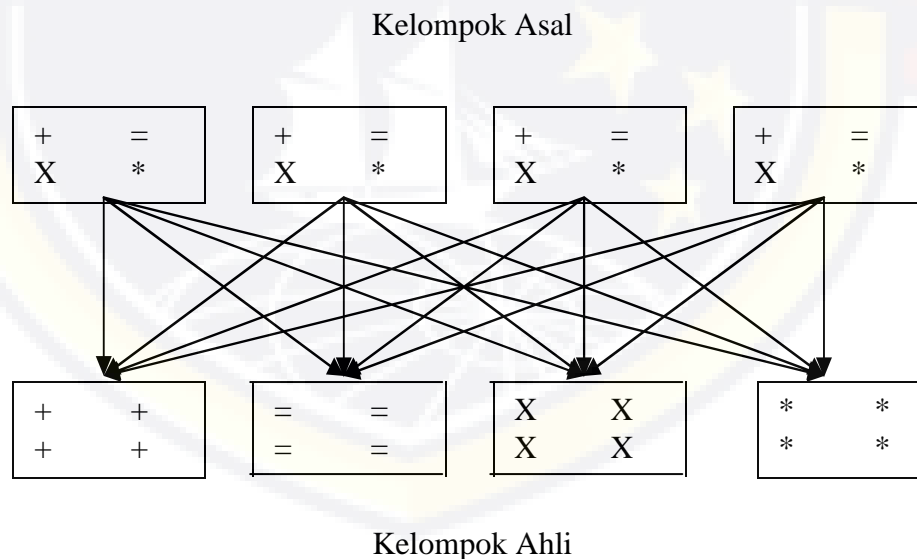 Kelompok Asal
+ = + = + = + =
X * X * X * X *
+ + = = X X * *
+ + = = X X * *
Kelompok Ahli